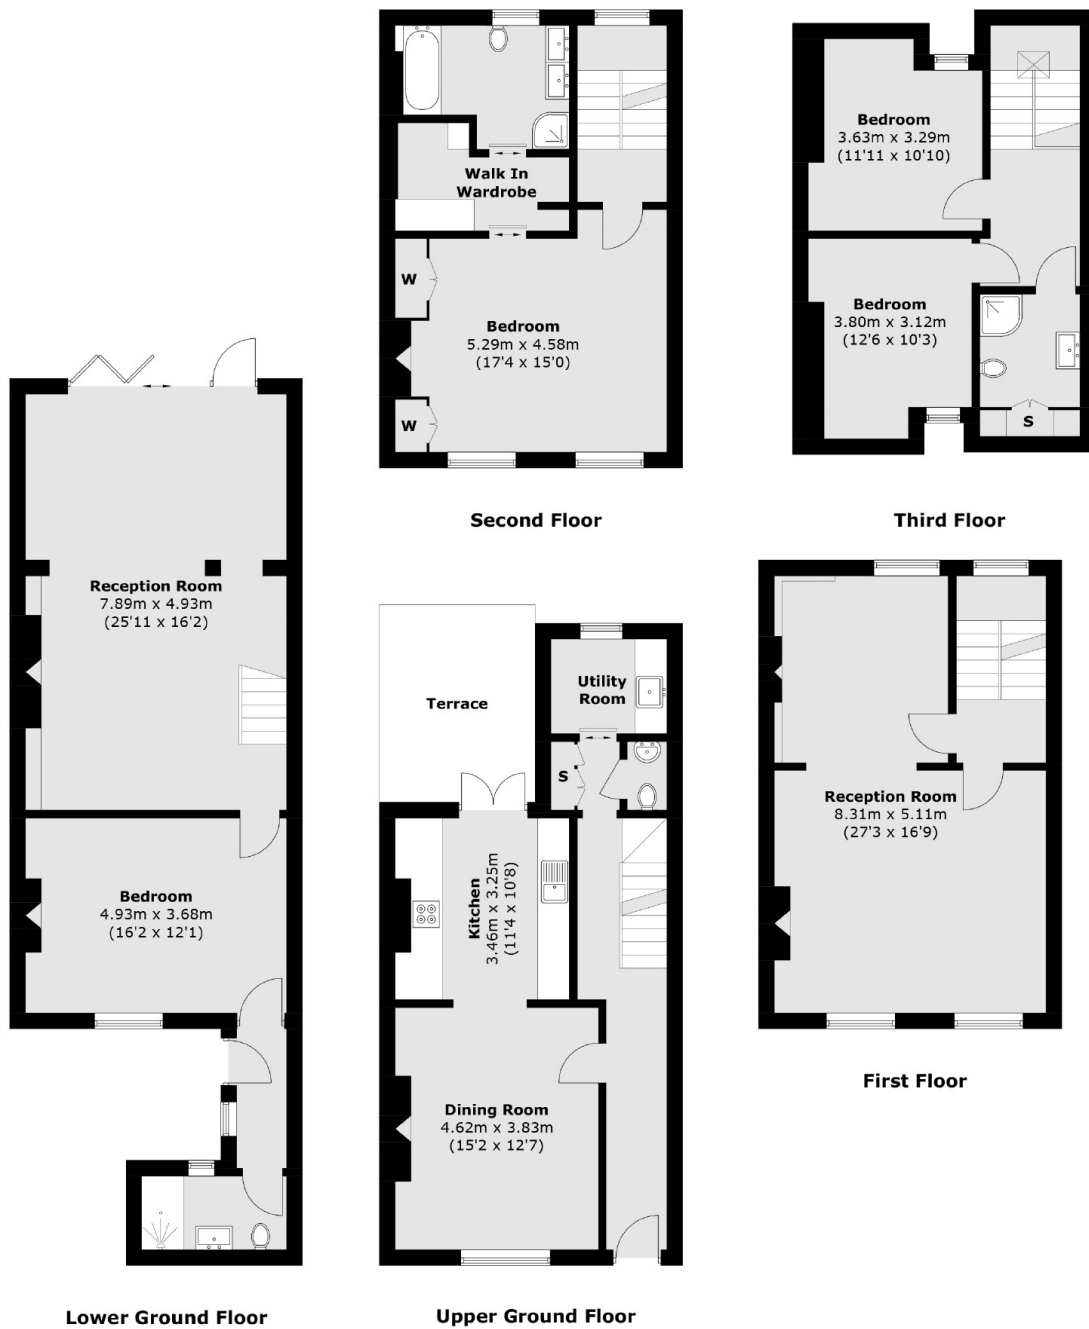 Walk In
Wardrobe
W
Bedroom
5.29m x 4.58m
(17'4 x 15'0)
W
Second Floor
Bedroom
3.63m x 3.29m
(11'11 x 10'10)
Bedroom
3.80m x 3.12m
(12'6 x 10'3)
S
Third Floor
Reception Room
7.89m x 4.93m
(25'11 x 16'2)
Bedroom
4.93m x 3.68m
(16'2 x 12'1)
Lower Ground Floor
Terrace
Utility
Room
S
Kitchen
3.46m x 3.25m
(11'4 x 10'8)
Dining Room
4.62m x 3.83m
(15'2 x 12'7)
Upper Ground Floor
Reception Room
8.31m x 5.11m
(27'3 x 16'9)
First Floor